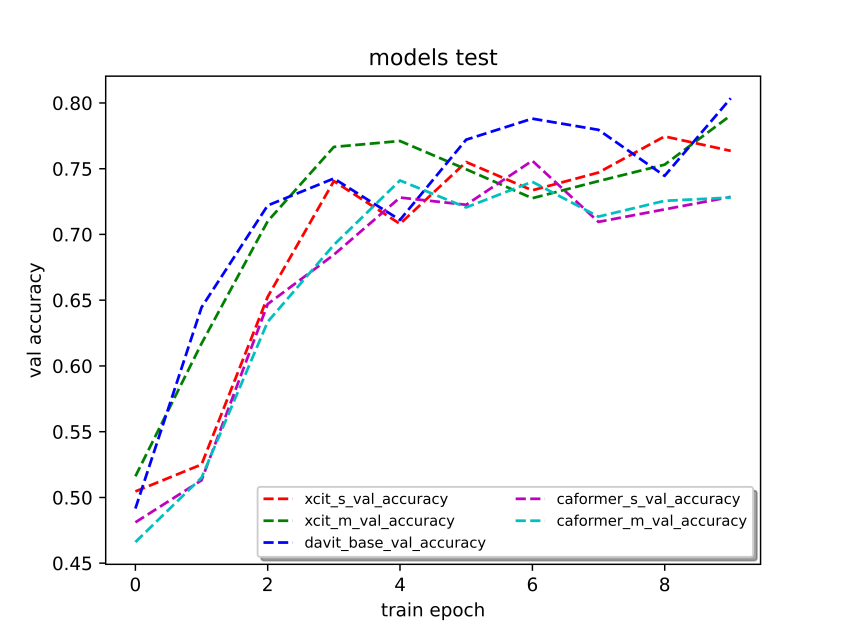 models test
val accuracy
0.80
0.75
0.70
0.65
0.60
0.55
0.50
0.45
xcit_s_val_accuracy
xcit_m_val_accuracy
davit_base_val_accuracy
caformer_s_val_accuracy
caformer_m_val_accuracy
0 2 4 6 8
train epoch